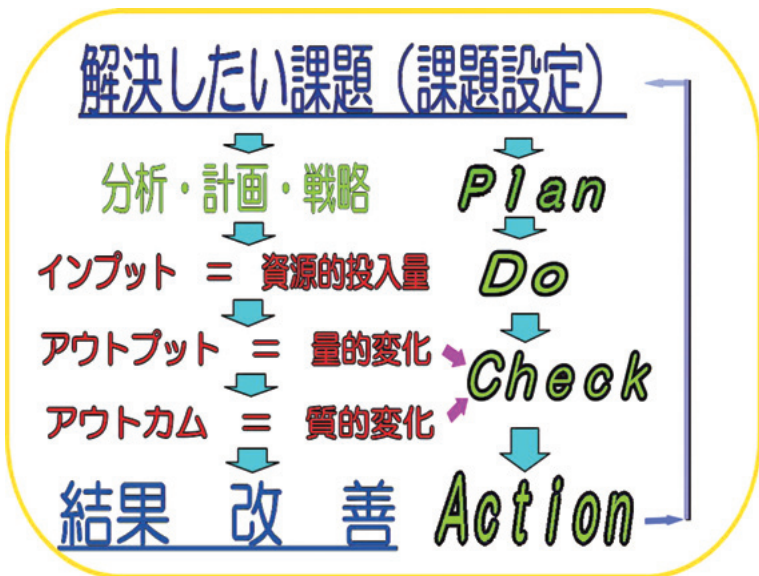 解決したい課題（課題設定）
分析・計画・戦略
Plan
インプット ＝ 資源的投入量
Do
アウトプット ＝ 量的変化
Check
アウトカム ＝ 質的変化
結果 改善
Action